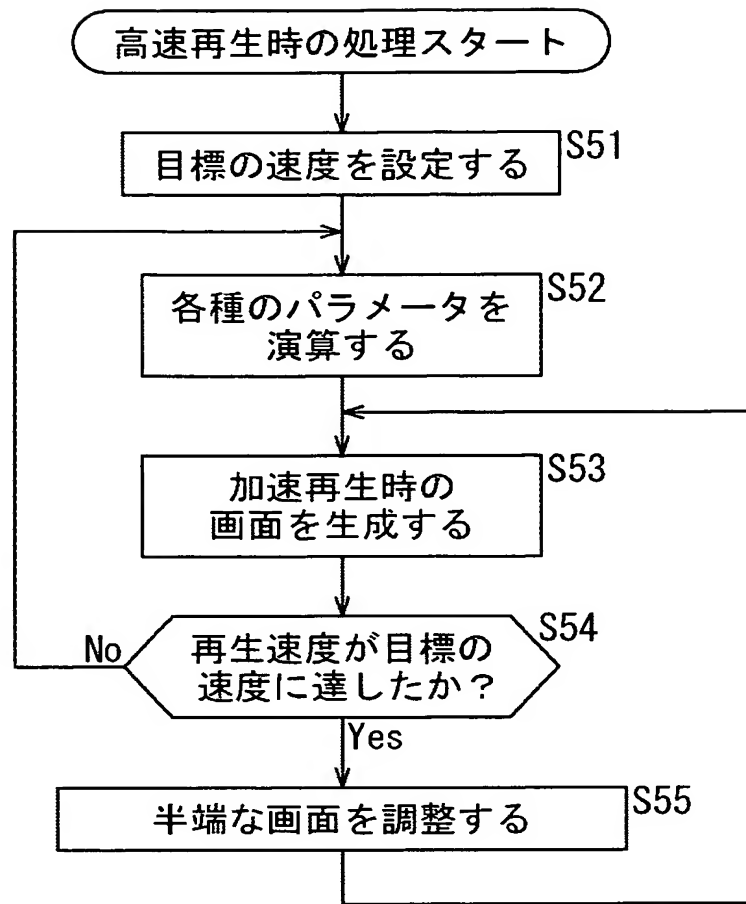 高速再生時の処理スタート
目標の速度を設定する
S51
各種のパラメータを
演算する
S52
加速再生時の
画面を生成する
S53
再生速度が目標の
速度に達したか？
S54
No
Yes
半端な画面を調整する
S55